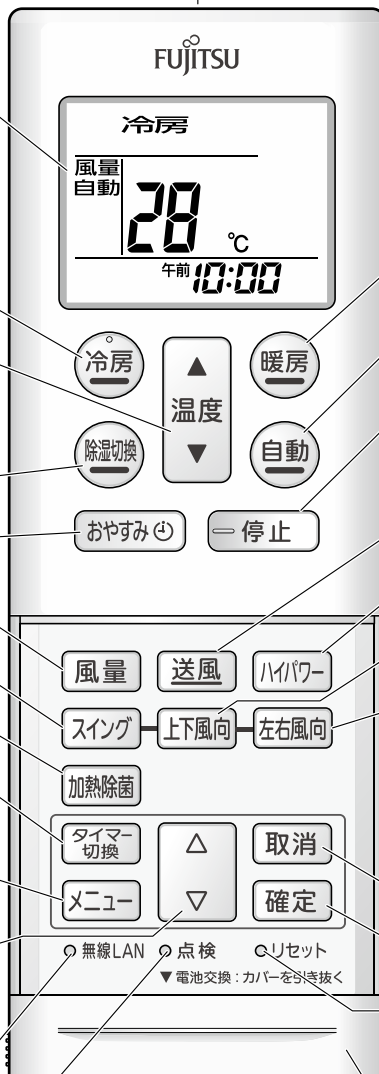 FUJITSU
冷房
風量
自動
28 ℃
午前 10:00
冷房
▲ 温度 ▼
暖房
除湿切換
自動
おやすみ
停止
風量
送風
ハイパワー
スイング
上下風向
左右風向
加熱除菌
タイマー
切換
△
取消
メニュー
▽
確定
無線LAN
点検
リセット
▼電池交換：カバーを引き抜く